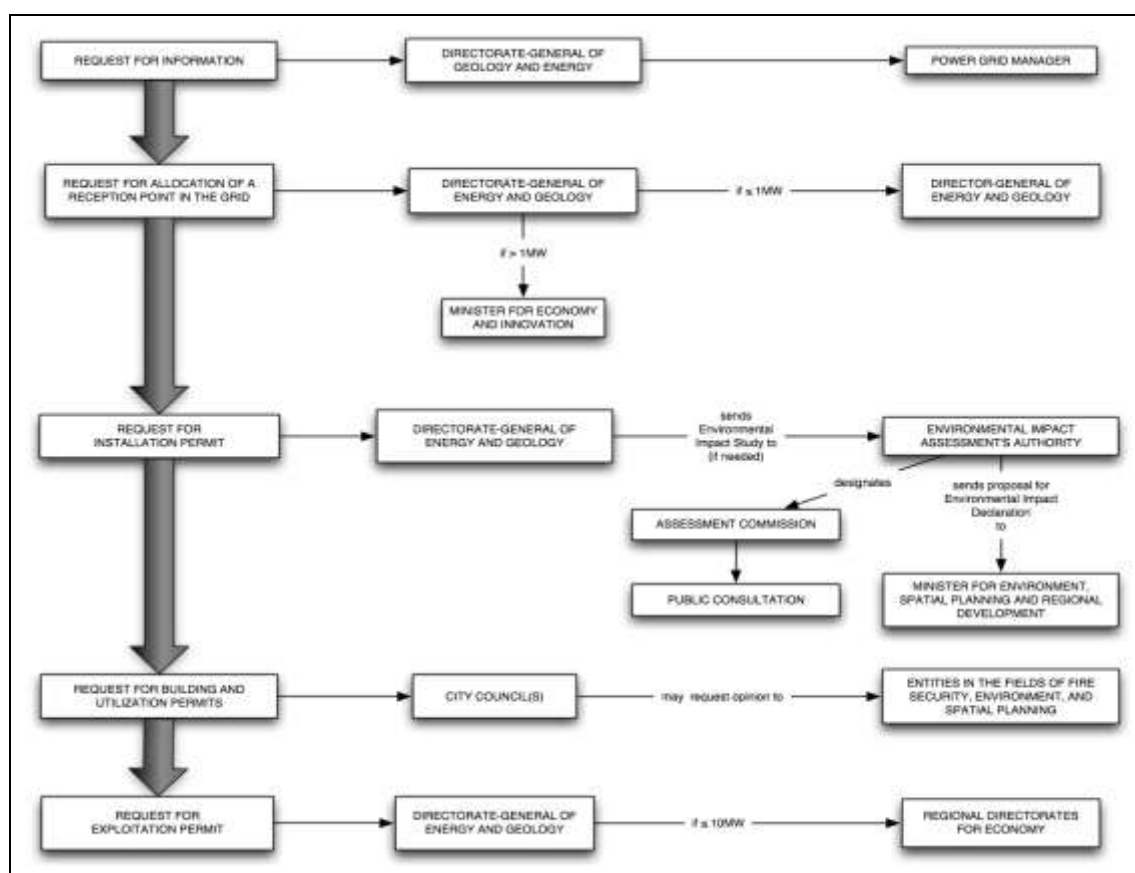 REQUEST FOR INFORMATION
DIRECTORATE-GENERAL OF
GEOLOGY AND ENERGY
POWER GRID MANAGER
REQUEST FOR ALLOCATION OF A
RECEPTION POINT IN THE GRID
DIRECTORATE-GENERAL OF
ENERGY AND GEOLOGY
if ≤ 1MW
DIRECTOR-GENERAL OF
ENERGY AND GEOLOGY
if > 1MW
MINISTER FOR ECONOMY
AND INNOVATION
REQUEST FOR
INSTALLATION PERMIT
DIRECTORATE-GENERAL OF
ENERGY AND GEOLOGY
sends
Environmental
Impact Study to
(if needed)
ENVIRONMENTAL IMPACT
ASSESSMENT'S AUTHORITY
designates
sends proposal for
Environmental Impact
Declaration
to
ASSESSMENT COMMISSION
PUBLIC CONSULTATION
MINISTER FOR ENVIRONMENT,
SPATIAL PLANNING AND REGIONAL
DEVELOPMENT
REQUEST FOR BUILDING AND
UTILIZATION PERMITS
CITY COUNCIL(S)
may request opinion to
ENTITIES IN THE FIELDS OF FIRE
SECURITY, ENVIRONMENT, AND
SPATIAL PLANNING
REQUEST FOR
EXPLOITATION PERMIT
DIRECTORATE-GENERAL OF
ENERGY AND GEOLOGY
if ≤ 10MW
REGIONAL DIRECTORATES
FOR ECONOMY